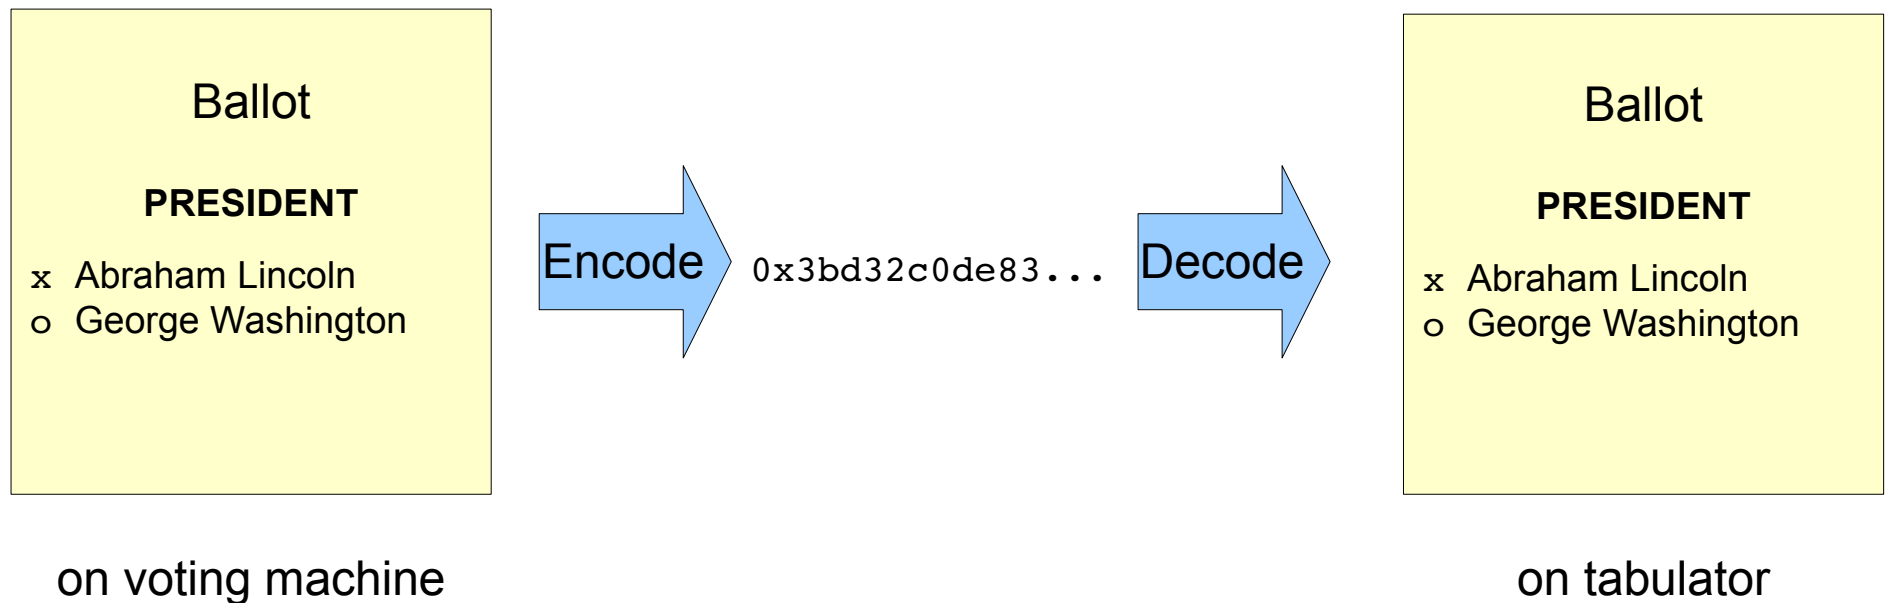 Ballot
PRESIDENT
x Abraham Lincoln
o George Washington
on voting machine
Encode
0x3bd32c0de83...
Decode
Ballot
PRESIDENT
x Abraham Lincoln
o George Washington
on tabulator